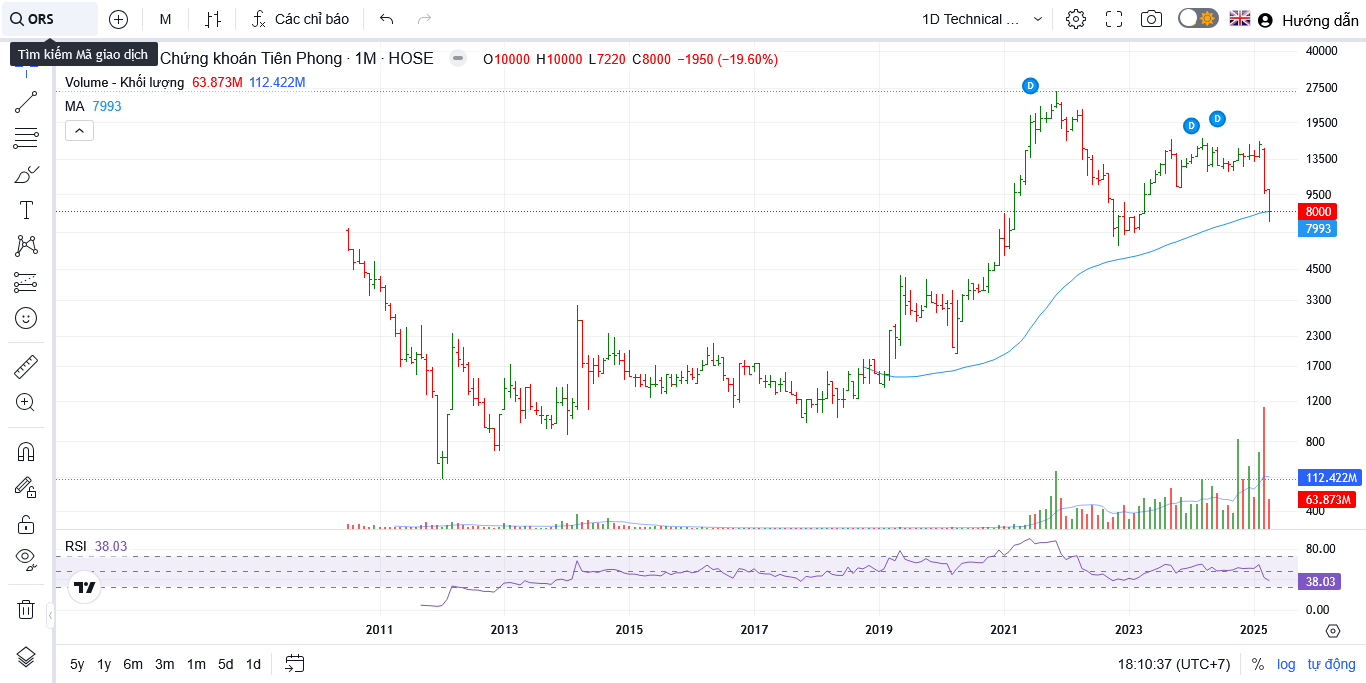 ORS
M
Các chỉ báo
1D Technical ...
Hướng dẫn
Tìm kiếm Mã giao dịch
Chứng khoán Tiên Phong · 1M · HOSE
O10000 H10000 L7220 C8000 −1950 (−19.60%)
Volume - Khối lượng 63.873M 112.422M
MA 7993
D
D
D
40000
27500
19500
13500
9500
8000
7993
4500
3300
2300
1700
1200
800
112.422M
63.873M
400
RSI 38.03
80.00
38.03
0.00
2011 2013 2015 2017 2019 2021 2023 2025
5y 1y 6m 3m 1m 5d 1d
18:10:37 (UTC+7) % log tự động